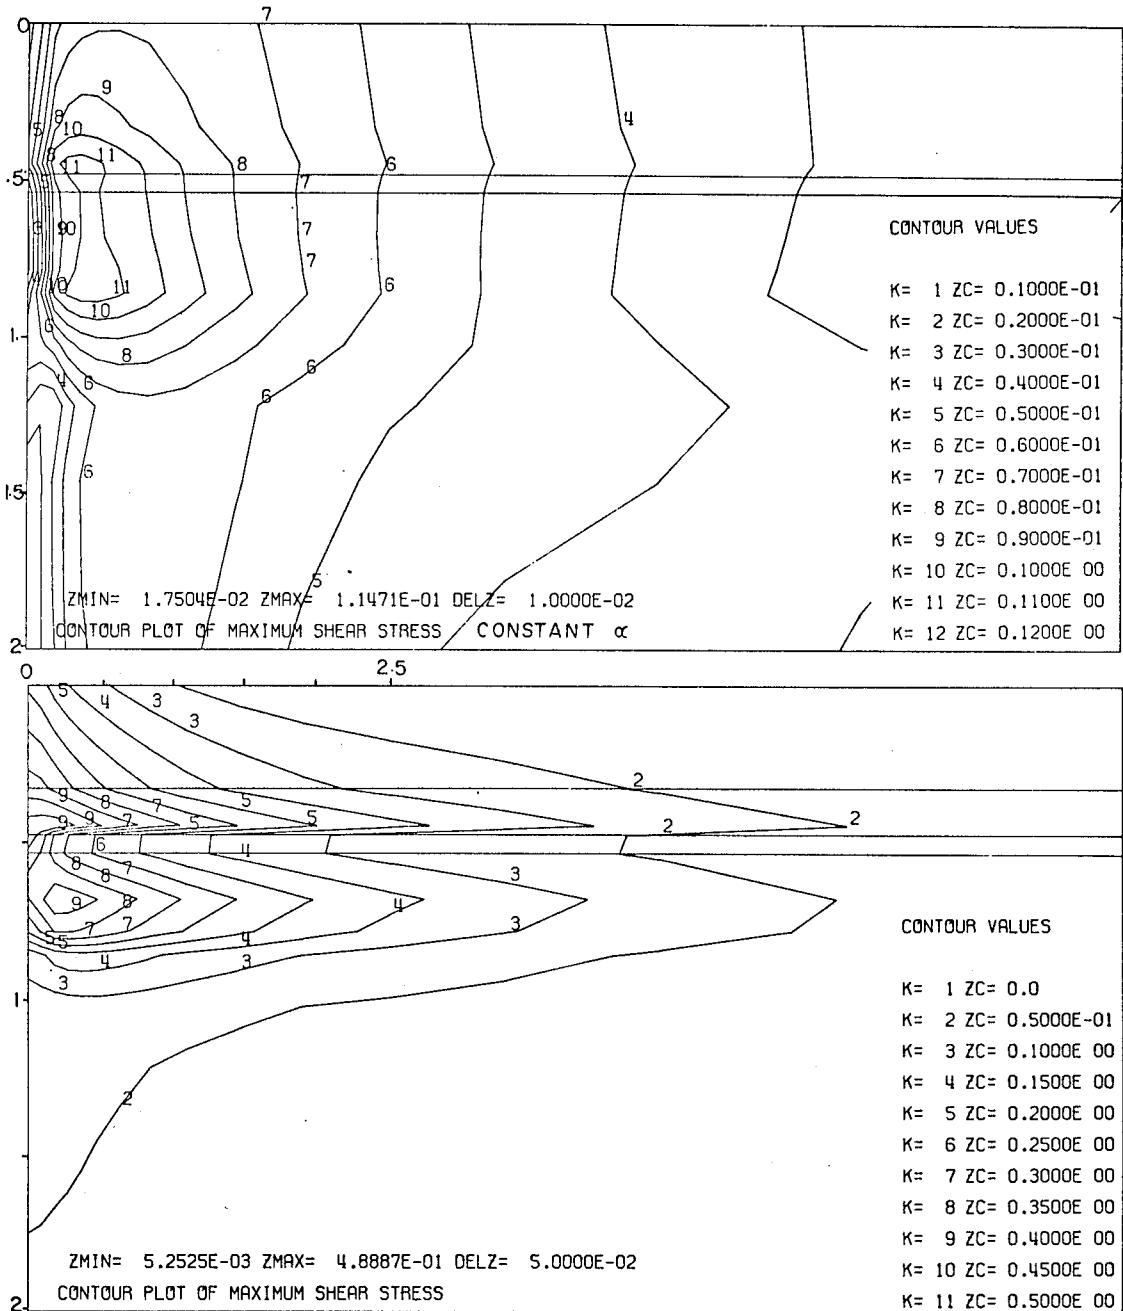 7
0
9
4
8
5
10
8
11
11
8
6
.5
7
3
9
10
7
7
CONTOUR VALUES
6
11
10
K= 1 ZC= 0.1000E-01
K= 2 ZC= 0.2000E-01
6
1.
8
K= 3 ZC= 0.3000E-01
4
6
6
6
K= 4 ZC= 0.4000E-01
K= 5 ZC= 0.5000E-01
K= 6 ZC= 0.6000E-01
6
K= 7 ZC= 0.7000E-01
1.5
K= 8 ZC= 0.8000E-01
K= 9 ZC= 0.9000E-01
5
K= 10 ZC= 0.1000E 00
ZMIN= 1.7504E-02 ZMAX= 1.1471E-01 DELZ= 1.0000E-02
K= 11 ZC= 0.1100E 00
CONTOUR PLOT OF MAXIMUM SHEAR STRESS CONSTANT α
K= 12 ZC= 0.1200E 00
2
0
2.5
5
4
3
3
2
9
8
7
5
9
9
7
5
5
2
2
6
4
8
7
8
3
9
8
4
7
7
5
5
4
3
CONTOUR VALUES
4
3
3
K= 1 ZC= 0.0
1.
K= 2 ZC= 0.5000E-01
K= 3 ZC= 0.1000E 00
K= 4 ZC= 0.1500E 00
2
K= 5 ZC= 0.2000E 00
K= 6 ZC= 0.2500E 00
K= 7 ZC= 0.3000E 00
K= 8 ZC= 0.3500E 00
K= 9 ZC= 0.4000E 00
ZMIN= 5.2525E-03 ZMAX= 4.8887E-01 DELZ= 5.0000E-02
K= 10 ZC= 0.4500E 00
CONTOUR PLOT OF MAXIMUM SHEAR STRESS
K= 11 ZC= 0.5000E 00
2.